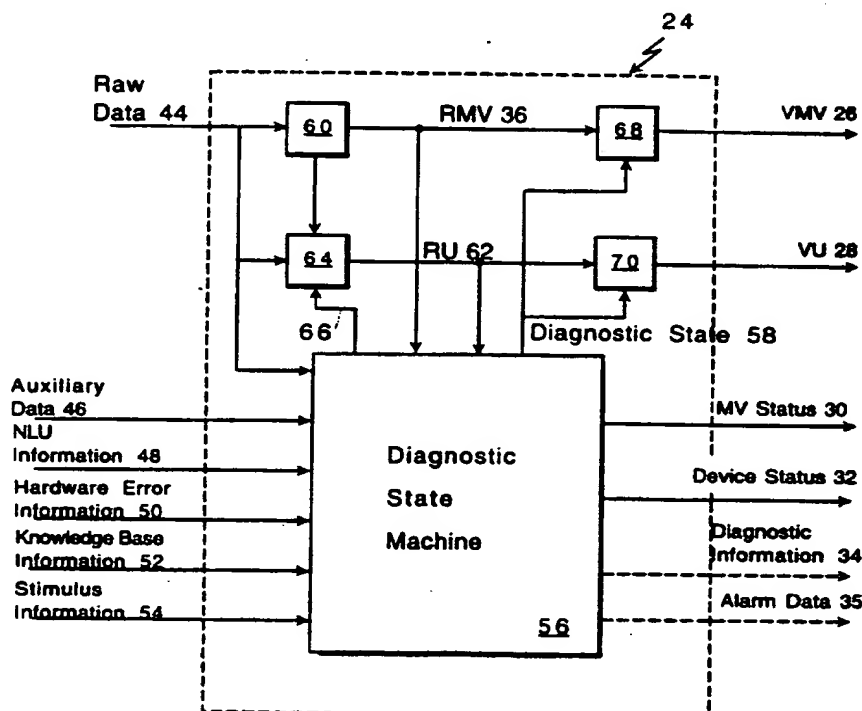 24
Raw
Data 44
60
RMV 36
68
VMV 26
64
RU 62
70
VU 28
66
Diagnostic State 58
Auxiliary
Data 46
NLU
Information 48
Hardware Error
Information 50
Knowledge Base
Information 52
Stimulus
Information 54
Diagnostic
State
Machine
56
MV Status 30
Device Status 32
Diagnostic
Information 34
Alarm Data 35